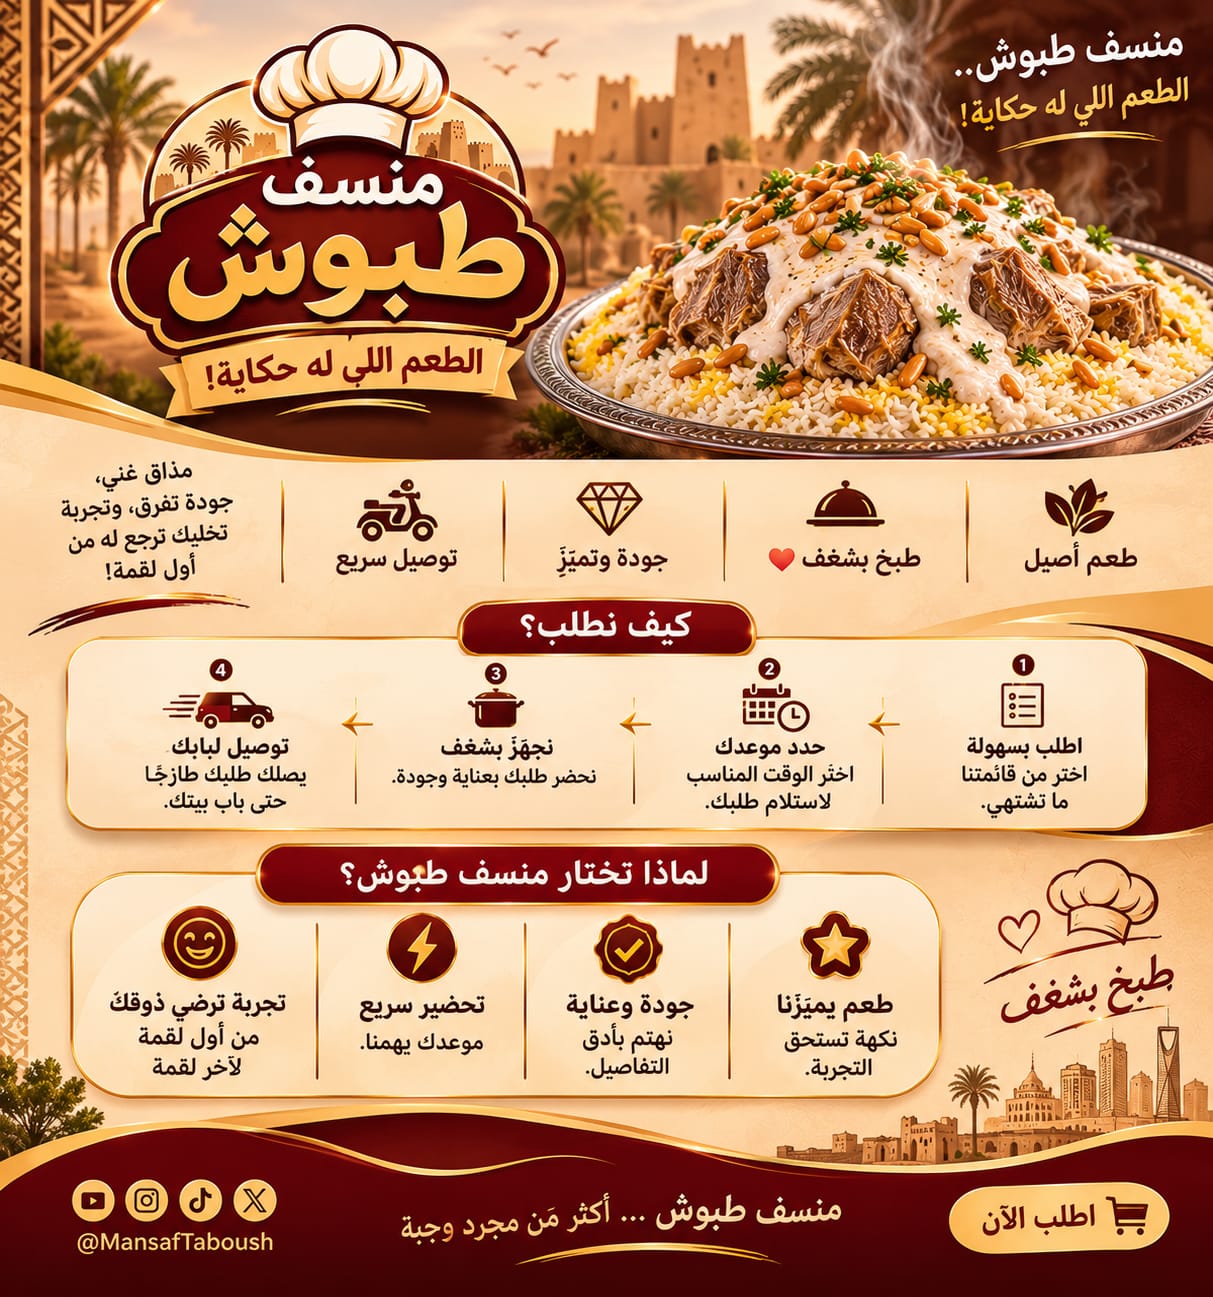 منسف
طبوش
الطعم اللي له حكاية!
منسف طبوش..
الطعم اللي له حكاية!
طعم أصيل
طبخ بشغف ❤️
جودة وتميَزَِ
توصيل سريع
مذاق غني،
جودة تفرق، وتجربة
تخليك ترجع له من
أول لقمة!
كيف نطلب؟
1
اطلب بسهولة
اختر من قائمتنا
ما تشتهي.
2
حدد موعدك
اختَر الوقت المناسب
لاستلام طلبك.
3
نجهَزَ بشغف
نحضر طلبك بعناية وجودة.
4
توصيل لبابك
يصلك طلبك طازجًا
حتى باب بيتك.
لماذا تختار منسف طبوش؟
طعم يميَزَنا
نكهة تستحق
التجربة.
جودة وعناية
نهتم بأدق
التفاصيل.
تحضير سريع
موعدك يهمنا.
تجربة ترضي ذوقك
من أول لقمة
لآخر لقمة
طبخ بشغف
اطلب الآن
منسف طبوش ... أكثر مَن مجرد وجبة
@MansafTaboush